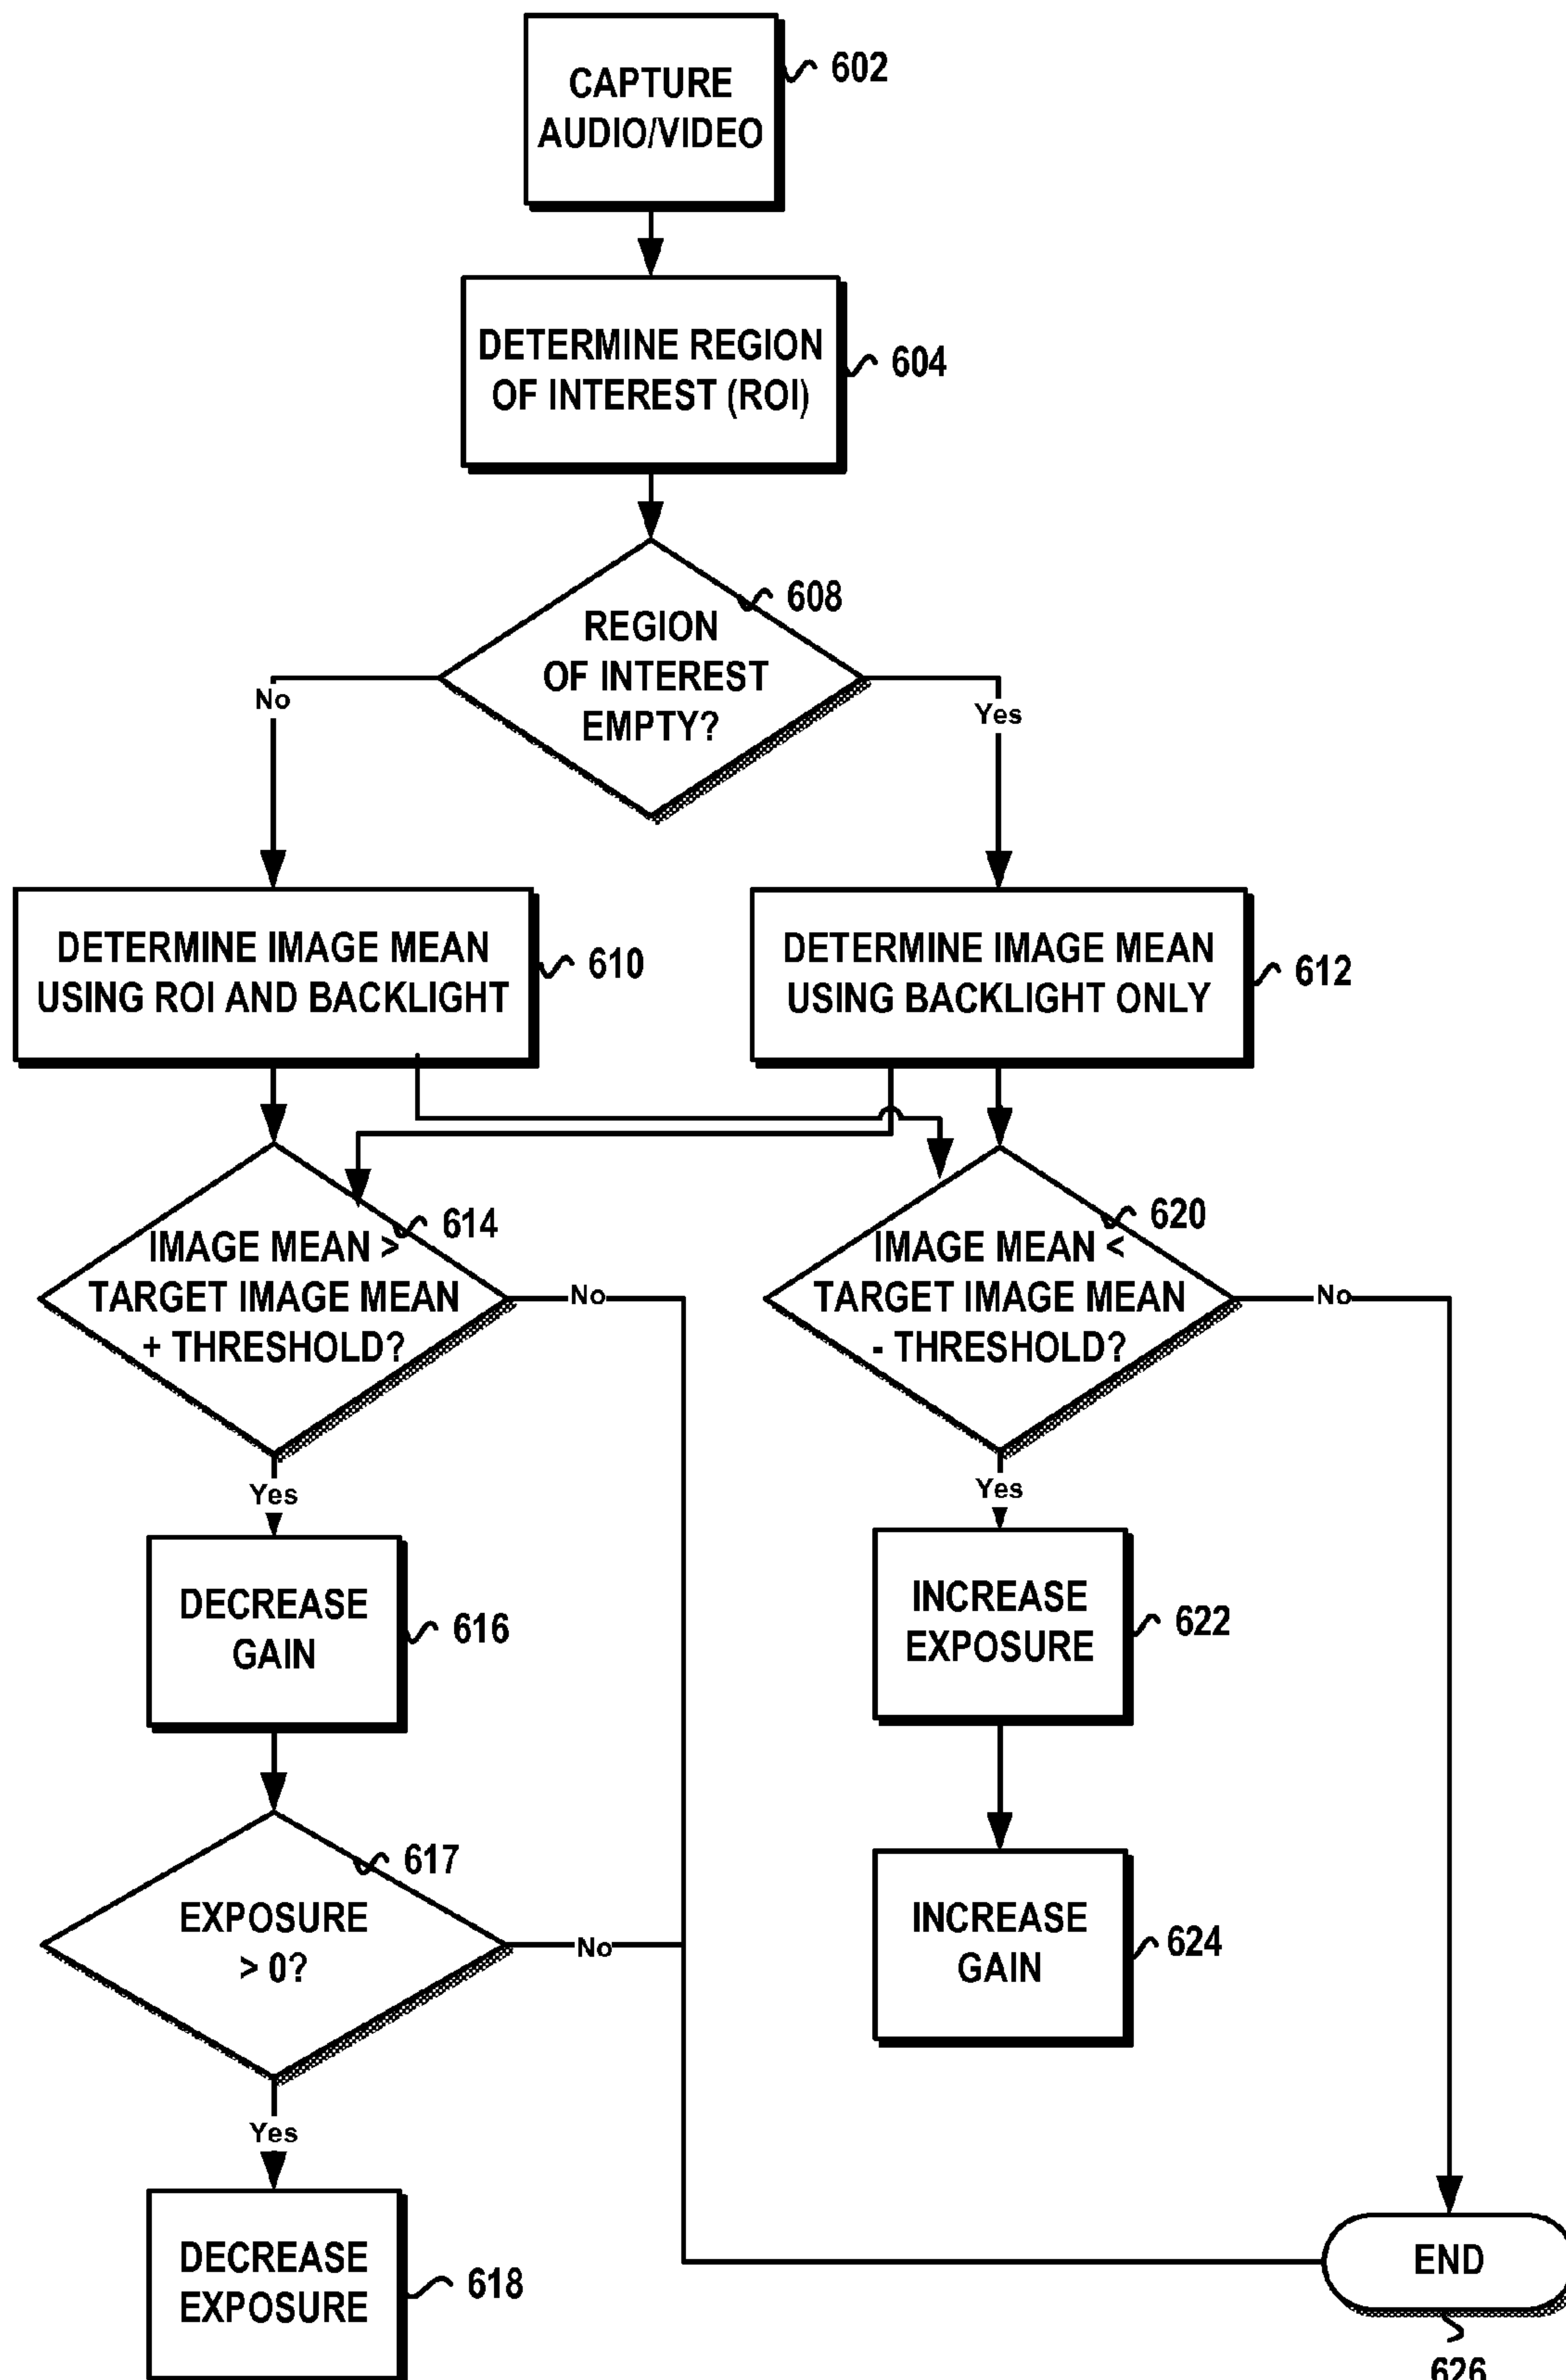 CAPTURE
AUDIO/VIDEO
602
DETERMINE REGION
OF INTEREST (ROI)
604
608
REGION
OF INTEREST
EMPTY?
No
Yes
DETERMINE IMAGE MEAN
USING ROI AND BACKLIGHT
610
DETERMINE IMAGE MEAN
USING BACKLIGHT ONLY
612
614
IMAGE MEAN >
TARGET IMAGE MEAN
+ THRESHOLD?
No
620
IMAGE MEAN <
TARGET IMAGE MEAN
- THRESHOLD?
No
Yes
Yes
DECREASE
GAIN
616
INCREASE
EXPOSURE
622
617
EXPOSURE
> 0?
No
INCREASE
GAIN
624
Yes
DECREASE
EXPOSURE
618
END
626